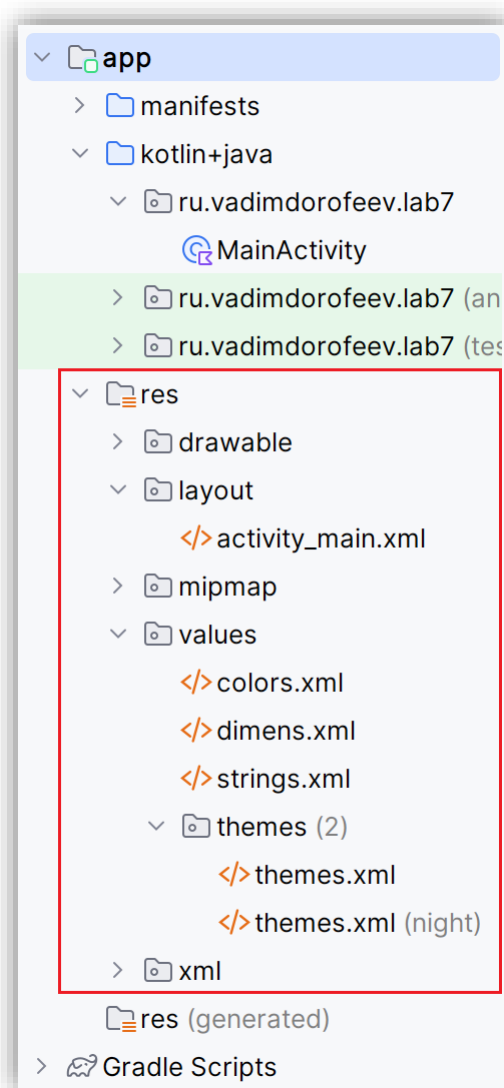 app
manifests
kotlin+java
ru.vadimdorofeev.lab7
MainActivity
ru.vadimdorofeev.lab7 (an
ru.vadimdorofeev.lab7 (tes
res
drawable
layout
activity_main.xml
mipmap
values
colors.xml
dimens.xml
strings.xml
themes (2)
themes.xml
themes.xml (night)
xml
res (generated)
Gradle Scripts